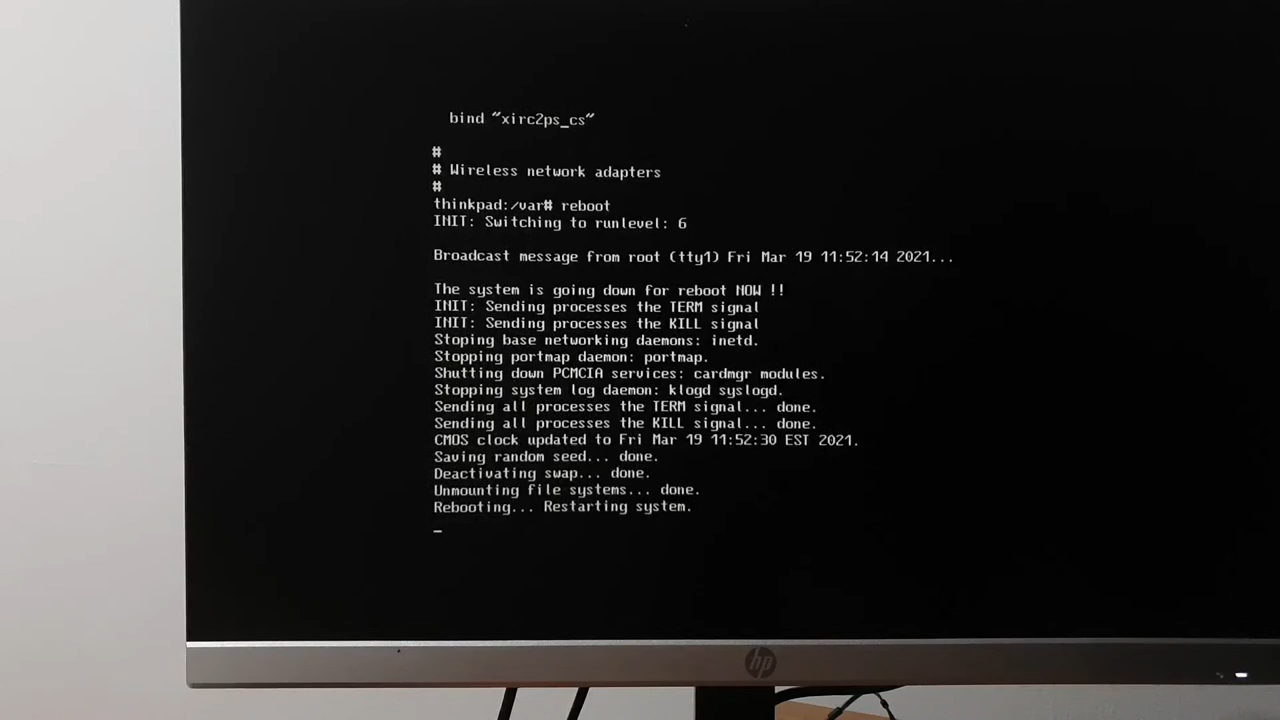 bind "xirc2ps_cs"
#
# Wireless network adapters
#
thinkpad:/var# reboot
INIT: Switching to runlevel: 6
Broadcast message from root (tty1) Fri Mar 19 11:52:14 2021...
The system is going down for reboot NOW !!
INIT: Sending processes the TERM signal
INIT: Sending processes the KILL signal
Stoping base networking daemons: inetd.
Stopping portmap daemon: portmap.
Shutting down PCMCIA services: cardmgr modules.
Stopping system log daemon: klogd syslogd.
Sending all processes the TERM signal... done.
Sending all processes the KILL signal... done.
CMOS clock updated to Fri Mar 19 11:52:30 EST 2021.
Saving random seed... done.
Deactivating swap... done.
Unmounting file systems... done.
Rebooting... Restarting system.
_
hp